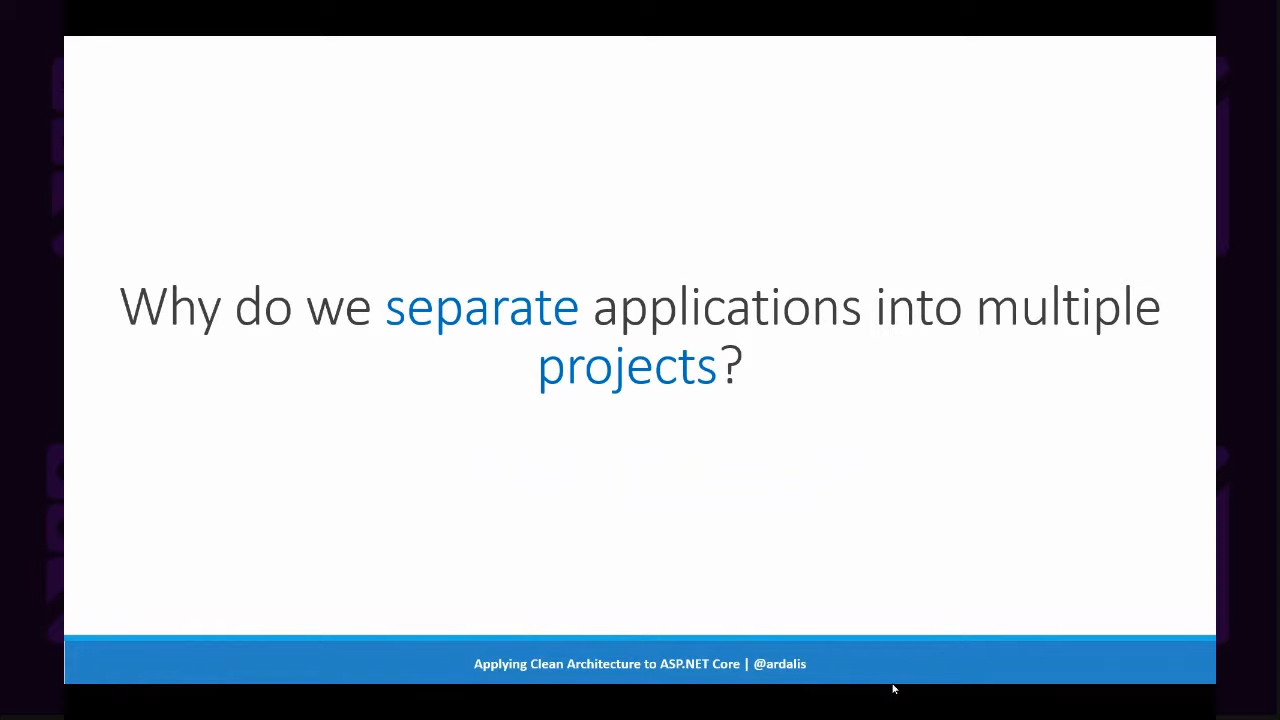 Why do we separate applications into multiple
projects?
Applying Clean Architecture to ASP.NET Core | @ardalis